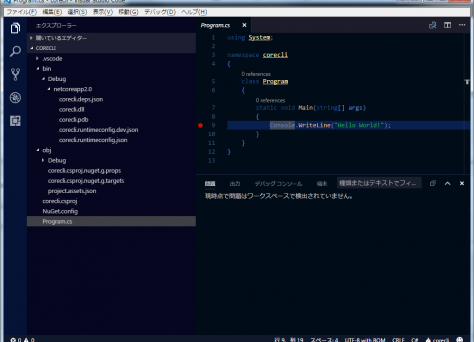 Program.cs - corecli - Visual Studio Code
ファイル(F) 編集(E) 選択(S) 表示(V) 移動(G) デバッグ(D) ヘルプ(H)
エクスプローラー
開いているエディター
CORECLI
.vscode
bin
Debug
netcoreapp2.0
corecli.deps.json
corecli.dll
corecli.pdb
corecli.runtimeconfig.dev.json
corecli.runtimeconfig.json
obj
Debug
corecli.csproj.nuget.g.props
corecli.csproj.nuget.g.targets
project.assets.json
corecli.csproj
NuGet.config
Program.cs
Program.cs
1 using System;
2
3 namespace corecli
4 {
0 references
5 class Program
6 {
0 references
7 static void Main(string[] args)
8 {
9 Console.WriteLine("Hello World!");
10 }
11 }
12 }
13
問題 出力 デバッグ コンソール 端末 種類またはテキストでフィ...
現時点で問題はワークスペースで検出されていません。
0 0 行 9、列 19 スペース: 4 UTF-8 with BOM CRLF C# corecli